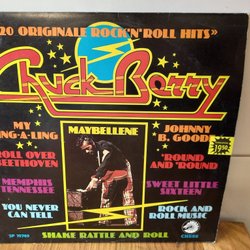 «20 ORIGINALE ROCK'N'ROLL HITS»
Chuck Berry
MY
DING-A-LING
ROLL OVER
BEETHOVEN
MEMPHIS
TENNESSEE
YOU NEVER
CAN TELL
MAYBELLENE
JOHNNY
B. GOODE
'ROUND
AND 'ROUND
SWEET LITTLE
SIXTEEN
ROCK AND
ROLL MUSIC
SHAKE RATTLE AND ROLL
CHESS